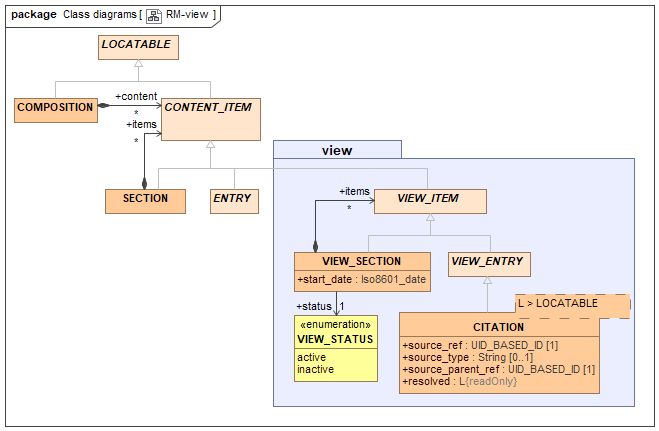 package Class diagrams [ RM-view ]
LOCATABLE
COMPOSITION
+content
*
CONTENT_ITEM
+items
*
view
SECTION
ENTRY
+items
*
VIEW_ITEM
VIEW_SECTION
+start_date : Iso8601_date
VIEW_ENTRY
+status 1
L > LOCATABLE
«enumeration»
VIEW_STATUS
active
inactive
CITATION
+source_ref : UID_BASED_ID [1]
+source_type : String [0..1]
+source_parent_ref : UID_BASED_ID [1]
+resolved : L{readOnly}